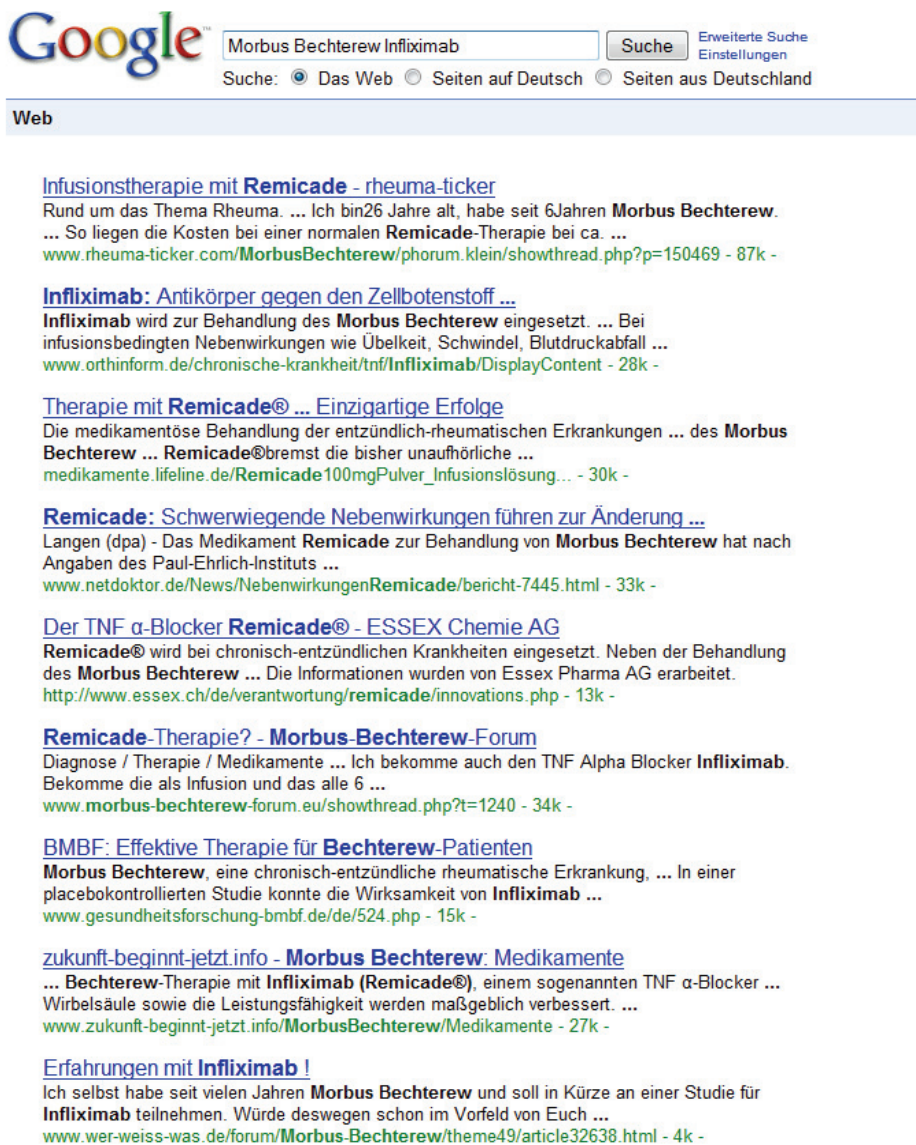 Google™
Morbus Bechterew Infliximab
Suche
Erweiterte Suche
Einstellungen
Suche: Das Web Seiten auf Deutsch Seiten aus Deutschland
Web
Infusionstherapie mit Remicade - rheuma-ticker
Rund um das Thema Rheuma. ... Ich bin26 Jahre alt, habe seit 6Jahren Morbus Bechterew.
... So liegen die Kosten bei einer normalen Remicade-Therapie bei ca. ...
www.rheuma-ticker.com/MorbusBechterew/phorum.klein/showthread.php?p=150469 - 87k -
Infliximab: Antikörper gegen den Zellbotenstoff ...
Infliximab wird zur Behandlung des Morbus Bechterew eingesetzt. ... Bei
infusionsbedingten Nebenwirkungen wie Übelkeit, Schwindel, Blutdruckabfall ...
www.orthinform.de/chronische-krankheit/tnf/Infliximab/DisplayContent - 28k -
Therapie mit Remicade® ... Einzigartige Erfolge
Die medikamentöse Behandlung der entzündlich-rheumatischen Erkrankungen ... des Morbus
Bechterew ... Remicade®bremst die bisher unaufhörliche ...
medikamente.lifeline.de/Remicade100mgPulver_Infusionslösung... - 30k -
Remicade: Schwerwiegende Nebenwirkungen führen zur Änderung ...
Langen (dpa) - Das Medikament Remicade zur Behandlung von Morbus Bechterew hat nach
Angaben des Paul-Ehrlich-Instituts ...
www.netdoktor.de/News/NebenwirkungenRemicade/bericht-7445.html - 33k -
Der TNF α-Blocker Remicade® - ESSEX Chemie AG
Remicade® wird bei chronisch-entzündlichen Krankheiten eingesetzt. Neben der Behandlung
des Morbus Bechterew ... Die Informationen wurden von Essex Pharma AG erarbeitet.
http://www.essex.ch/de/verantwortung/remicade/innovations.php - 13k -
Remicade-Therapie? - Morbus-Bechterew-Forum
Diagnose / Therapie / Medikamente ... Ich bekomme auch den TNF Alpha Blocker Infliximab.
Bekomme die als Infusion und das alle 6 ...
www.morbus-bechterew-forum.eu/showthread.php?t=1240 - 34k -
BMBF: Effektive Therapie für Bechterew-Patienten
Morbus Bechterew, eine chronisch-entzündliche rheumatische Erkrankung, ... In einer
placebokontrollierten Studie konnte die Wirksamkeit von Infliximab ...
www.gesundheitsforschung-bmbf.de/de/524.php - 15k -
zukunft-beginnt-jetzt.info - Morbus Bechterew: Medikamente
... Bechterew-Therapie mit Infliximab (Remicade®), einem sogenannten TNF α-Blocker ...
Wirbelsäule sowie die Leistungsfähigkeit werden maßgeblich verbessert. ...
www.zukunft-beginnt-jetzt.info/MorbusBechterew/Medikamente - 27k -
Erfahrungen mit Infliximab !
Ich selbst habe seit vielen Jahren Morbus Bechterew und soll in Kürze an einer Studie für
Infliximab teilnehmen. Würde deswegen schon im Vorfeld von Euch ...
www.wer-weiss-was.de/forum/Morbus-Bechterew/theme49/article32638.html - 4k -